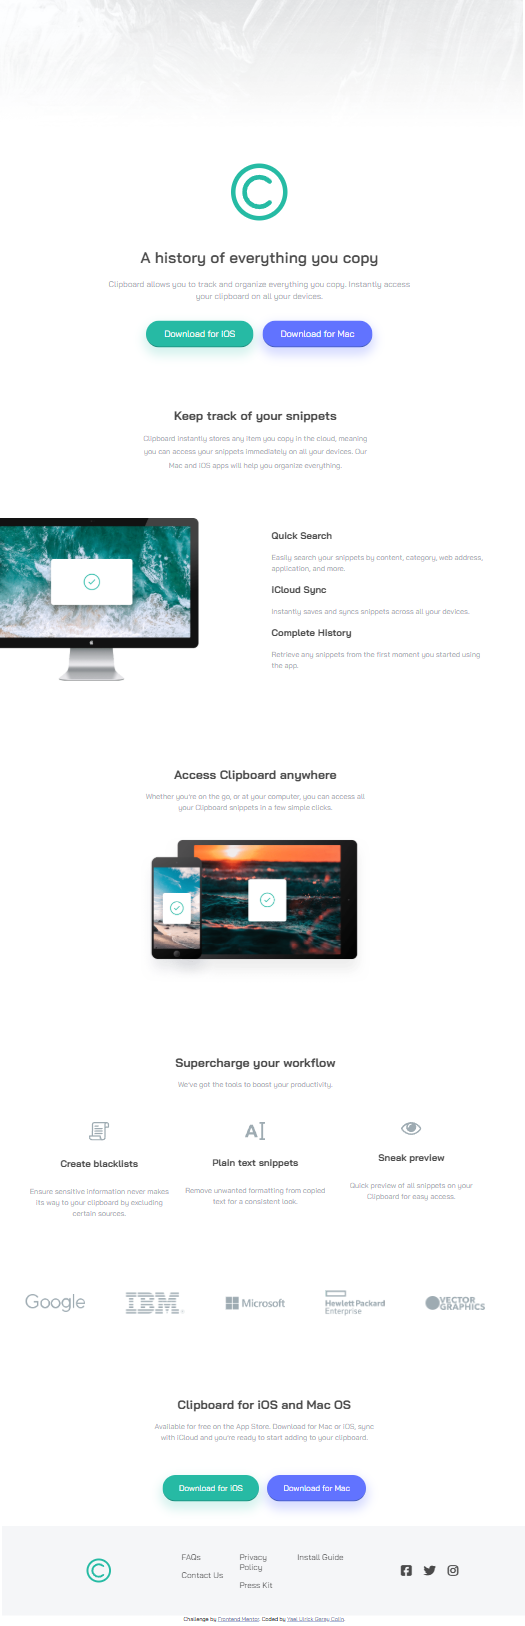 A history of everything you copy
Clipboard allows you to track and organize everything you copy. Instantly access
your clipboard on all your devices.
Download for iOS
Download for Mac
Keep track of your snippets
Clipboard instantly stores any item you copy in the cloud, meaning
you can access your snippets immediately on all your devices. Our
Mac and iOS apps will help you organize everything.
Quick Search
Easily search your snippets by content, category, web address,
application, and more.
iCloud Sync
Instantly saves and syncs snippets across all your devices.
Complete History
Retrieve any snippets from the first moment you started using
the app.
Access Clipboard anywhere
Whether you're on the go, or at your computer, you can access all
your Clipboard snippets in a few simple clicks.
Supercharge your workflow
We've got the tools to boost your productivity.
Create blacklists
Ensure sensitive information never makes
its way to your clipboard by excluding
certain sources.
Plain text snippets
Remove unwanted formatting from copied
text for a consistent look.
Sneak preview
Quick preview of all snippets on your
Clipboard for easy access.
Google
IBM
Microsoft
Hewlett Packard
Enterprise
VECTOR
GRAPHICS
Clipboard for iOS and Mac OS
Available for free on the App Store. Download for Mac or iOS, sync
with iCloud and you're ready to start adding to your clipboard.
Download for iOS
Download for Mac
FAQs
Contact Us
Privacy
Policy
Press Kit
Install Guide
Challenge by Frontend Mentor. Coded by Yael Ulrick Garay Colin.